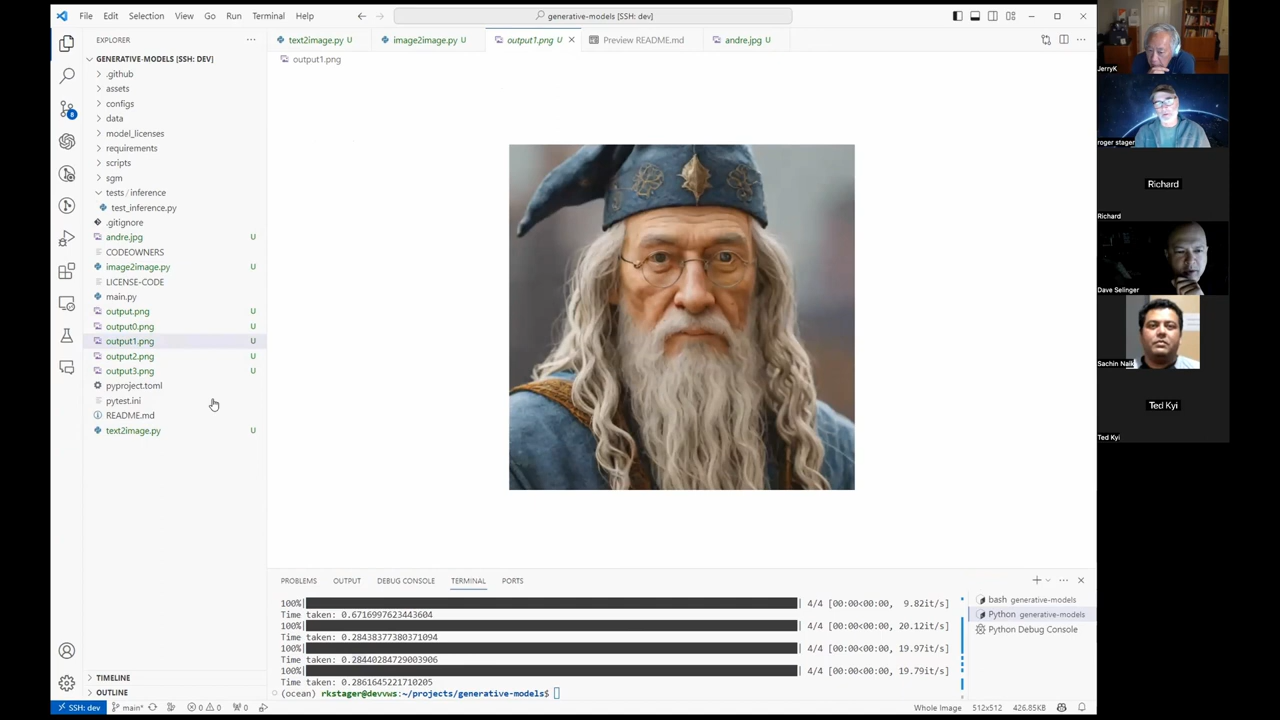 File Edit Selection View Go Run Terminal Help
generative-models [SSH: dev]
EXPLORER
text2image.py U
image2image.py U
output1.png U
Preview README.md
andre.jpg U
GENERATIVE-MODELS [SSH: DEV]
output1.png
.github
assets
configs
data
model_licenses
requirements
scripts
sgm
tests / inference
test_inference.py
.gitignore
andre.jpg U
CODEOWNERS
image2image.py U
LICENSE-CODE
main.py
output.png U
output0.png U
output1.png U
output2.png U
output3.png U
pyproject.toml
pytest.ini
README.md
text2image.py U
TIMELINE
OUTLINE
8
PROBLEMS OUTPUT DEBUG CONSOLE TERMINAL PORTS
100%| | 4/4 [00:00<00:00, 9.82it/s]
Time taken: 0.6716997623443604
100%| | 4/4 [00:00<00:00, 20.12it/s]
Time taken: 0.28438377380371094
100%| | 4/4 [00:00<00:00, 19.97it/s]
Time taken: 0.28440284729003906
100%| | 4/4 [00:00<00:00, 19.79it/s]
Time taken: 0.2861645221710205
(ocean) rkstager@devvws:~/projects/generative-models$
bash generative-models
Python generative-models
Python Debug Console
SSH: dev main* 0 0 0
Whole Image 512x512 426.85KB
JerryK
roger stager
Richard
Richard
Dave Selinger
Sachin Naik
Ted Kyi
Ted Kyi